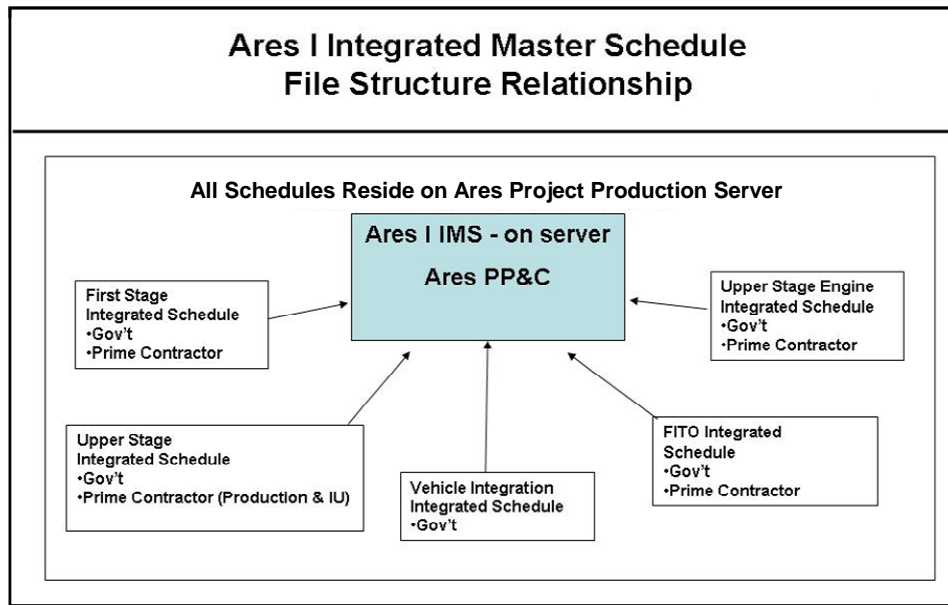 Ares I Integrated Master Schedule
File Structure Relationship
All Schedules Reside on Ares Project Production Server
Ares I IMS - on server
Ares PP&C
First Stage
Integrated Schedule
•Gov't
•Prime Contractor
Upper Stage Engine
Integrated Schedule
•Gov't
•Prime Contractor
Upper Stage
Integrated Schedule
•Gov't
•Prime Contractor (Production & IU)
Vehicle Integration
Integrated Schedule
•Gov't
FITO Integrated
Schedule
•Gov't
•Prime Contractor